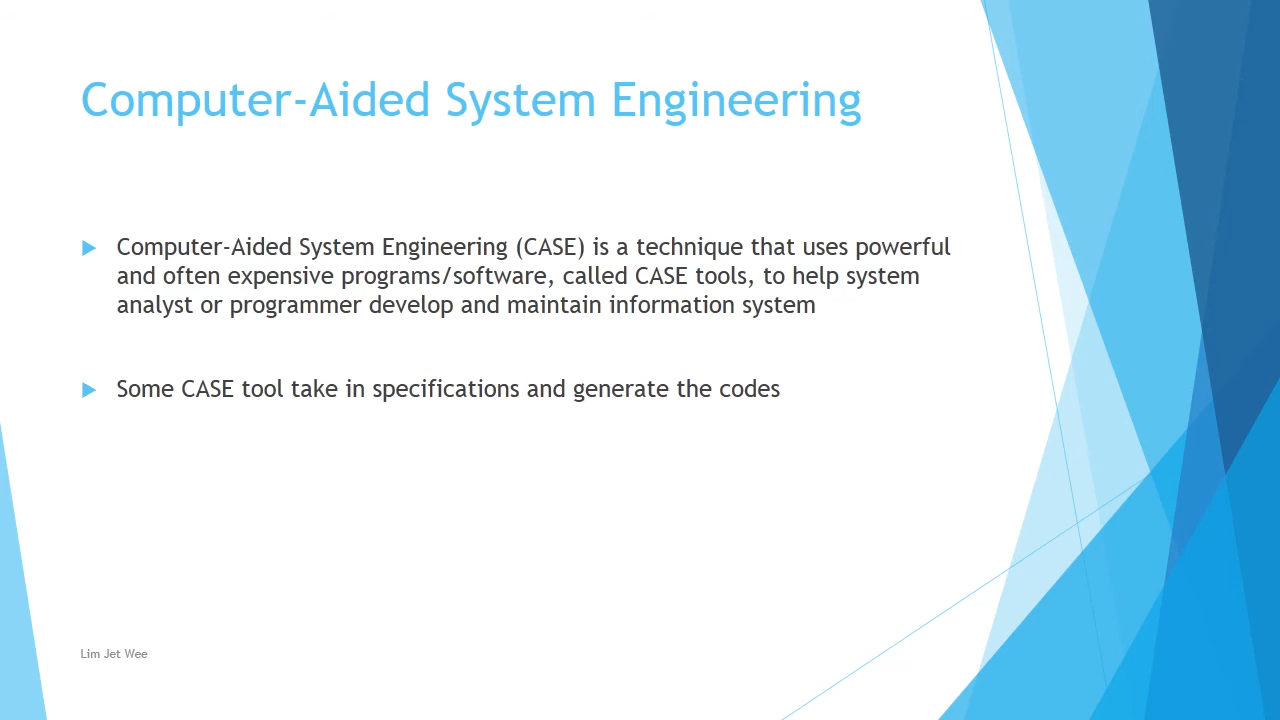 Computer-Aided System Engineering
Computer-Aided System Engineering (CASE) is a technique that uses powerful
and often expensive programs/software, called CASE tools, to help system
analyst or programmer develop and maintain information system
Some CASE tool take in specifications and generate the codes
Lim Jet Wee